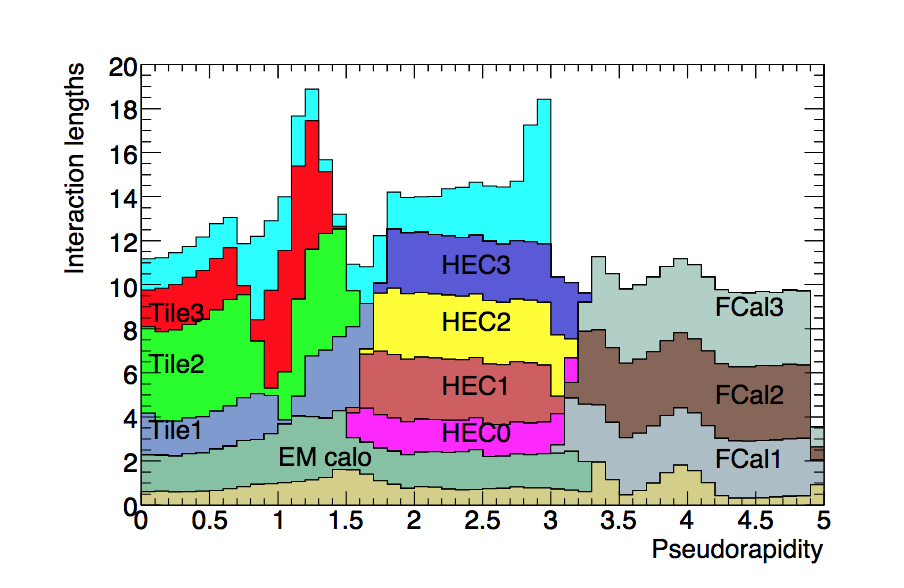 Interaction lengths
20
18
16
14
12
10
8
6
4
2
0
Tile3
Tile2
Tile1
EM calo
HEC3
HEC2
HEC1
HEC0
FCal3
FCal2
FCal1
0 0.5 1 1.5 2 2.5 3 3.5 4 4.5 5
Pseudorapidity